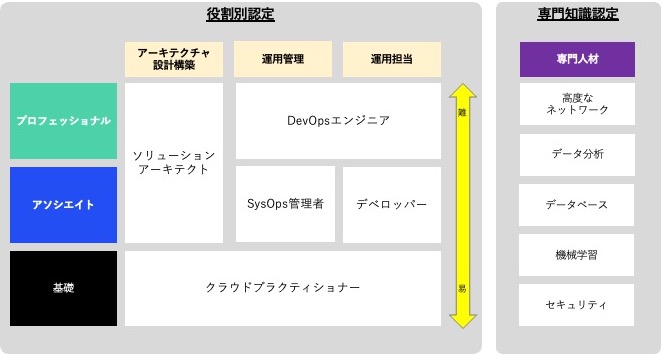 役割別認定
専門知識認定
アーキテクチャ
設計構築
運用管理
運用担当
専門人材
プロフェッショナル
アソシエイト
基礎
ソリューション
アーキテクト
DevOpsエンジニア
SysOps管理者
デベロッパー
クラウドプラクティショナー
難
易
高度な
ネットワーク
データ分析
データベース
機械学習
セキュリティ